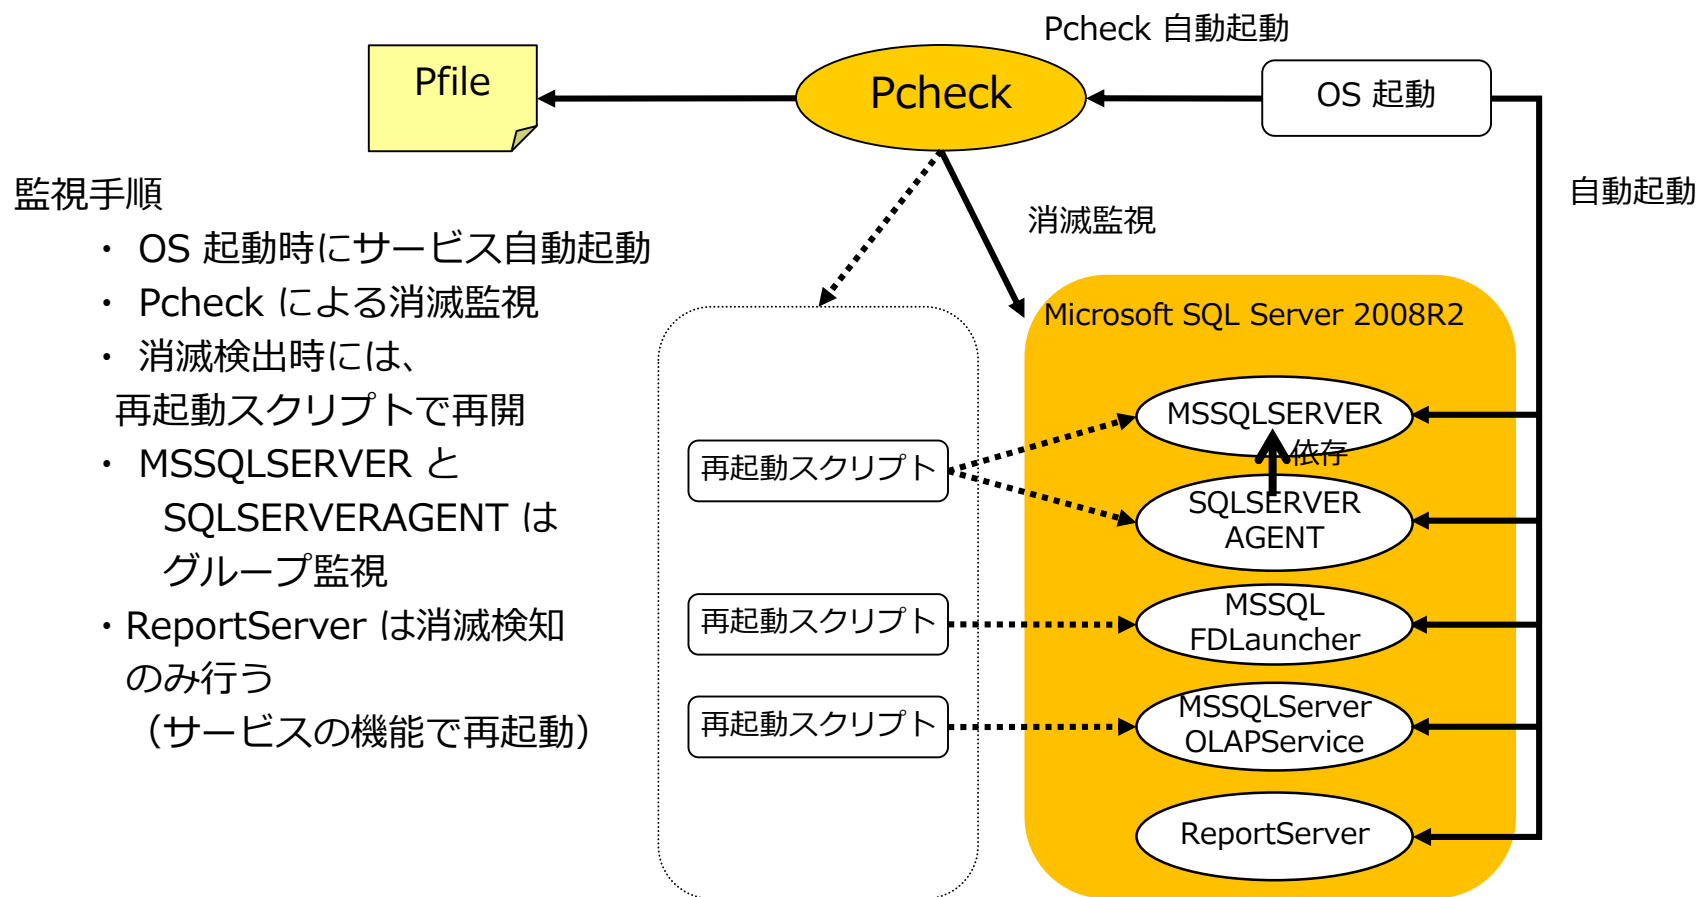 Pcheck 自動起動
Pfile
Pcheck
OS 起動
自動起動
監視手順
・ OS 起動時にサービス自動起動
・ Pcheck による消滅監視
・ 消滅検出時には、
再起動スクリプトで再開
・ MSSQLSERVER と
SQLSERVERAGENT は
グループ監視
・ReportServer は消滅検知
のみ行う
（サービスの機能で再起動）
消滅監視
Microsoft SQL Server 2008R2
再起動スクリプト
再起動スクリプト
再起動スクリプト
MSSQLSERVER
依存
SQLSERVER
AGENT
MSSQL
FDLauncher
MSSQLServer
OLAPService
ReportServer